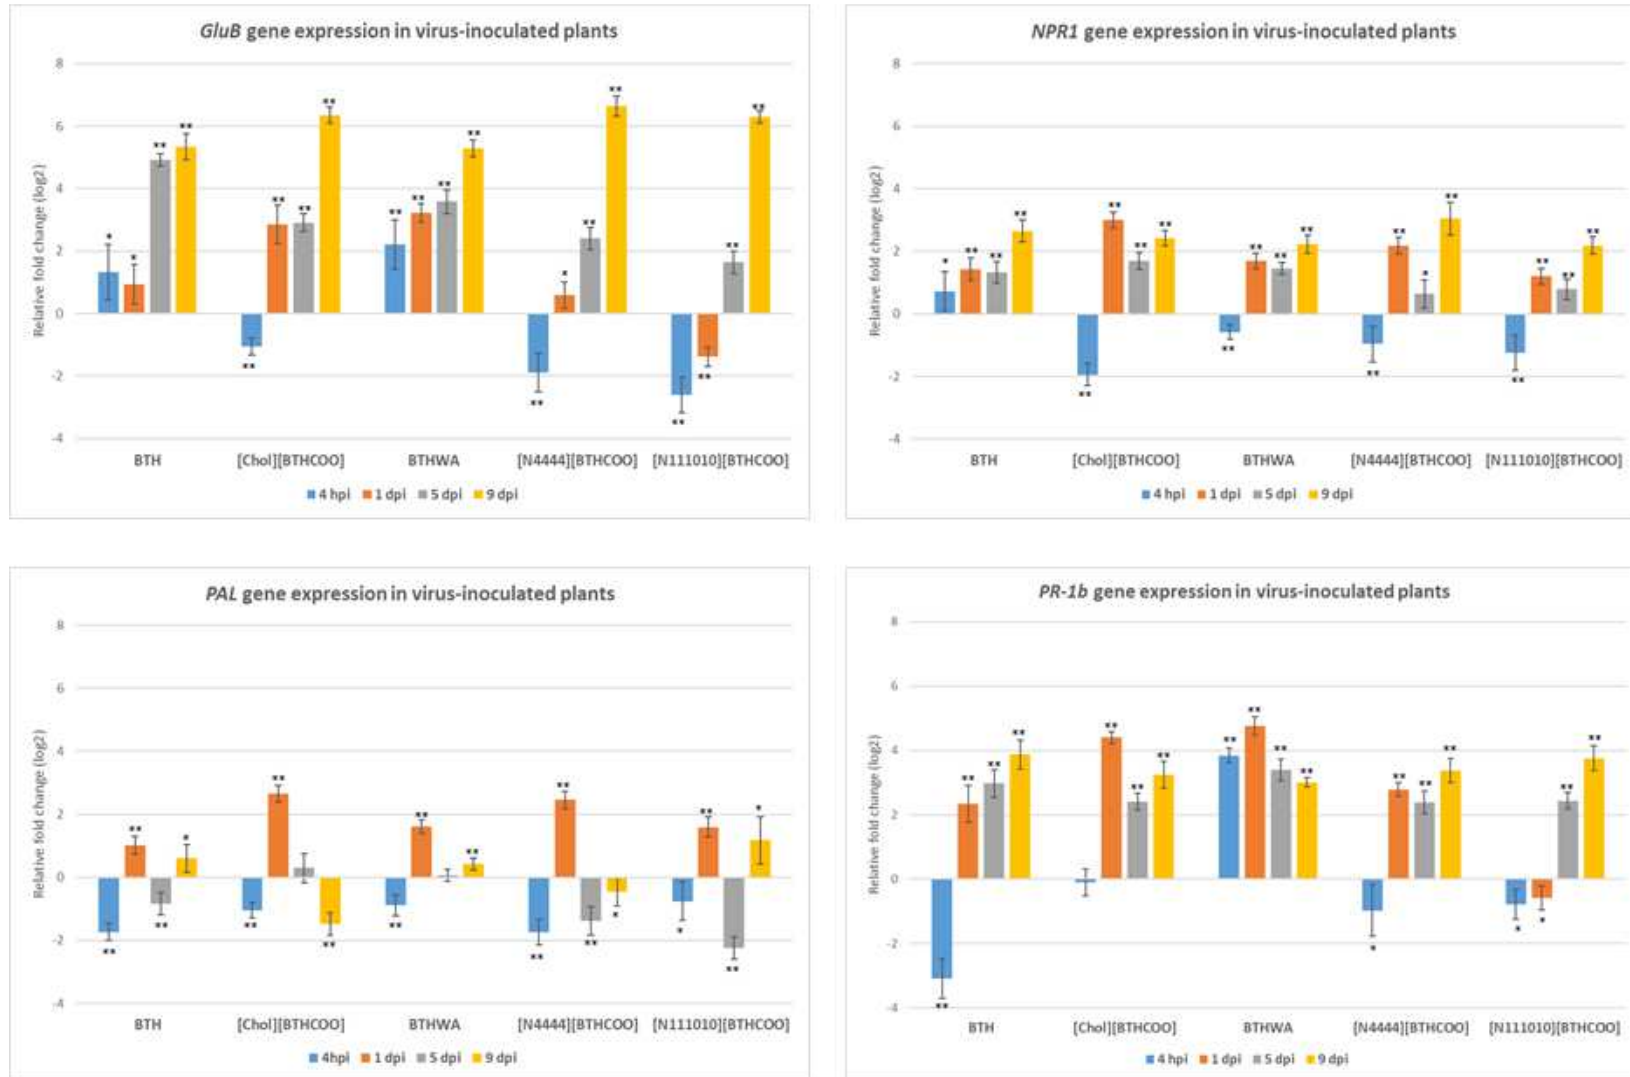 GluB gene expression in virus-inoculated plants
Relative fold change (log2)
8
6
4
2
0
-2
-4
* * ** **
** ** ** **
** ** ** **
** * ** **
** ** ** **
BTH [Chol][BTHCOO] BTHWA [N4444][BTHCOO] [N111010][BTHCOO]
4 hpi 1 dpi 5 dpi 9 dpi
NPR1 gene expression in virus-inoculated plants
Relative fold change (log2)
8
6
4
2
0
-2
-4
* ** ** **
** ** ** **
** ** ** **
** ** * **
** ** ** **
BTH [Chol][BTHCOO] BTHWA [N4444][BTHCOO] [N111010][BTHCOO]
4 hpi 1 dpi 5 dpi 9 dpi
PAL gene expression in virus-inoculated plants
Relative fold change (log2)
8
6
4
2
0
-2
-4
** ** ** *
** ** **
** ** **
** ** ** *
* ** ** *
BTH [Chol][BTHCOO] BTHWA [N4444][BTHCOO] [N111010][BTHCOO]
4hpi 1 dpi 5 dpi 9 dpi
PR-1b gene expression in virus-inoculated plants
Relative fold change (log2)
8
6
4
2
0
-2
-4
** ** ** **
** ** **
** ** ** **
* ** ** **
* * ** **
BTH [Chol][BTHCOO] BTHWA [N4444][BTHCOO] [N111010][BTHCOO]
4 hpi 1 dpi 5 dpi 9 dpi